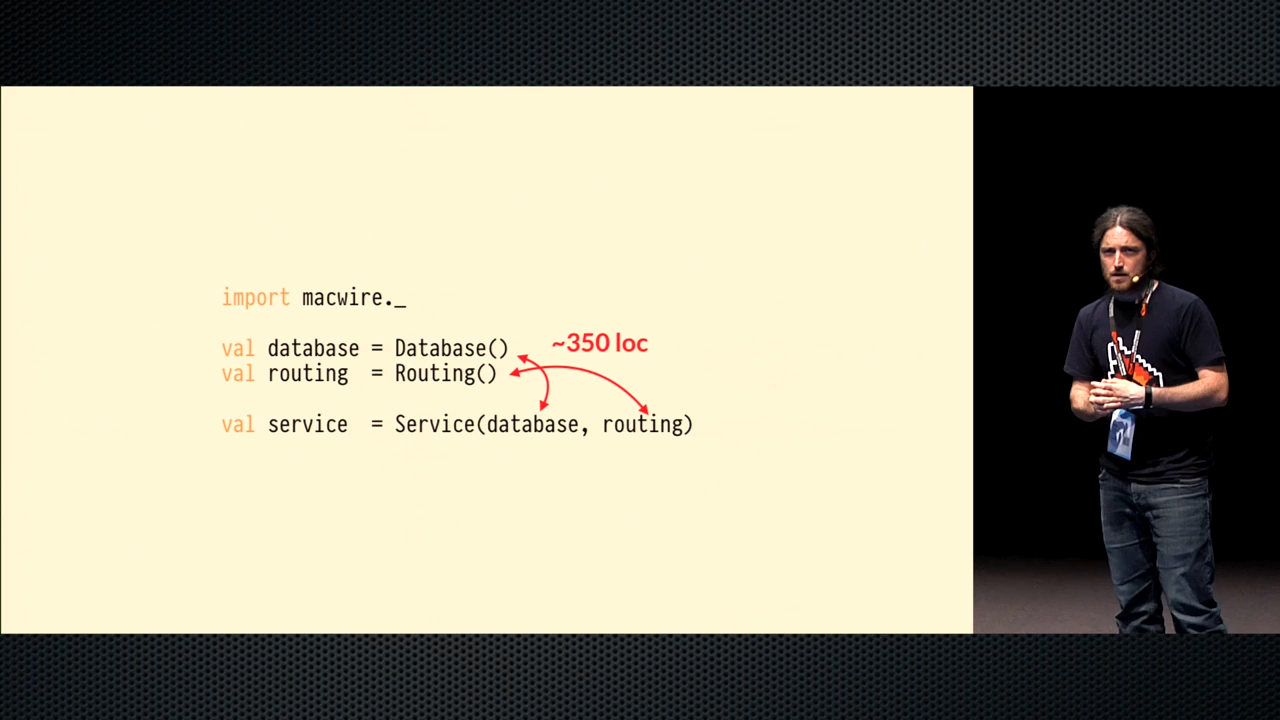 import macwire._
val database = Database()
~350 loc
val routing  = Routing()
val service  = Service(database, routing)